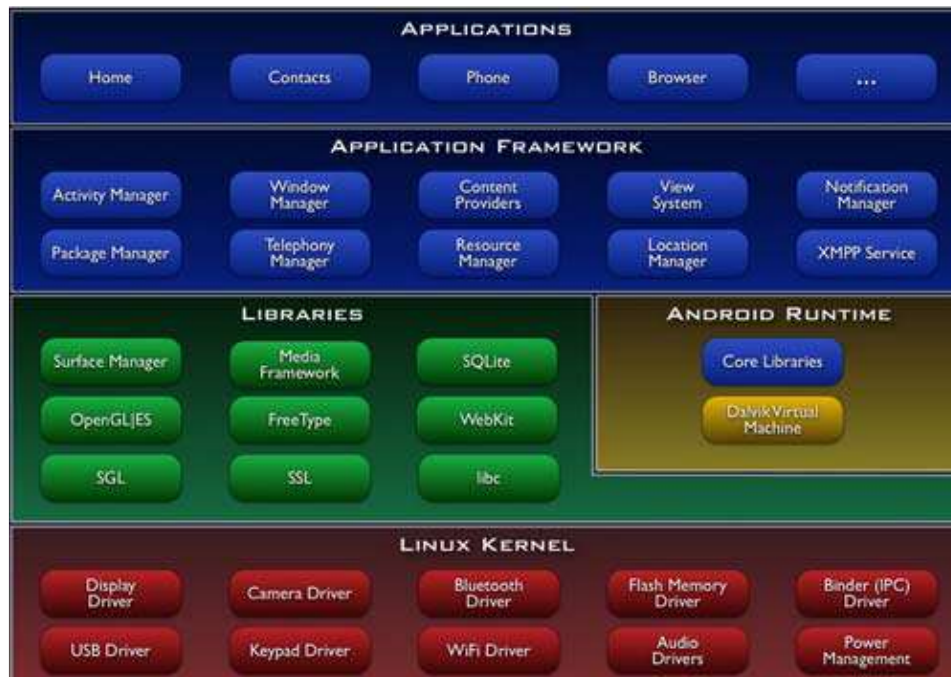 APPLICATIONS
Home
Contacts
Phone
Browser
...
APPLICATION FRAMEWORK
Activity Manager
Window
Manager
Content
Providers
View
System
Notification
Manager
Package Manager
Telephony
Manager
Resource
Manager
Location
Manager
XMPP Service
LIBRARIES
Surface Manager
Media
Framework
SQLite
OpenGL|ES
FreeType
WebKit
SGL
SSL
libc
ANDROID RUNTIME
Core Libraries
Dalvik Virtual
Machine
LINUX KERNEL
Display
Driver
Camera Driver
Bluetooth
Driver
Flash Memory
Driver
Binder (IPC)
Driver
USB Driver
Keypad Driver
WiFi Driver
Audio
Drivers
Power
Management